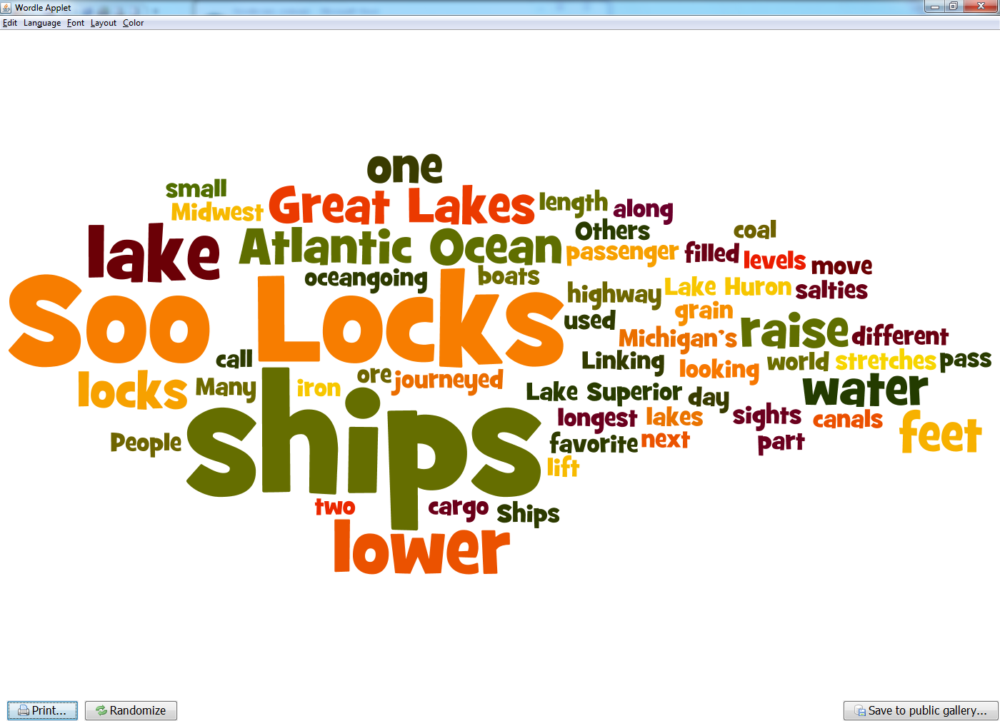 Wordle Applet
Edit Language Font Layout Color
one
small
Midwest
Great Lakes
length
along
lake
Atlantic Ocean
Others
coal
passenger
filled
levels
move
oceangoing
boats
Soo Locks
highway
Lake Huron
salties
used
grain
Michigan's
raise
different
call
Linking
looking
world
stretches
pass
locks
Many
iron
ore
journeyed
Lake Superior
day
water
ships
longest
lakes
sights
canals
feet
People
favorite
next
part
lift
two
cargo
Ships
lower
Print...
Randomize
Save to public gallery...